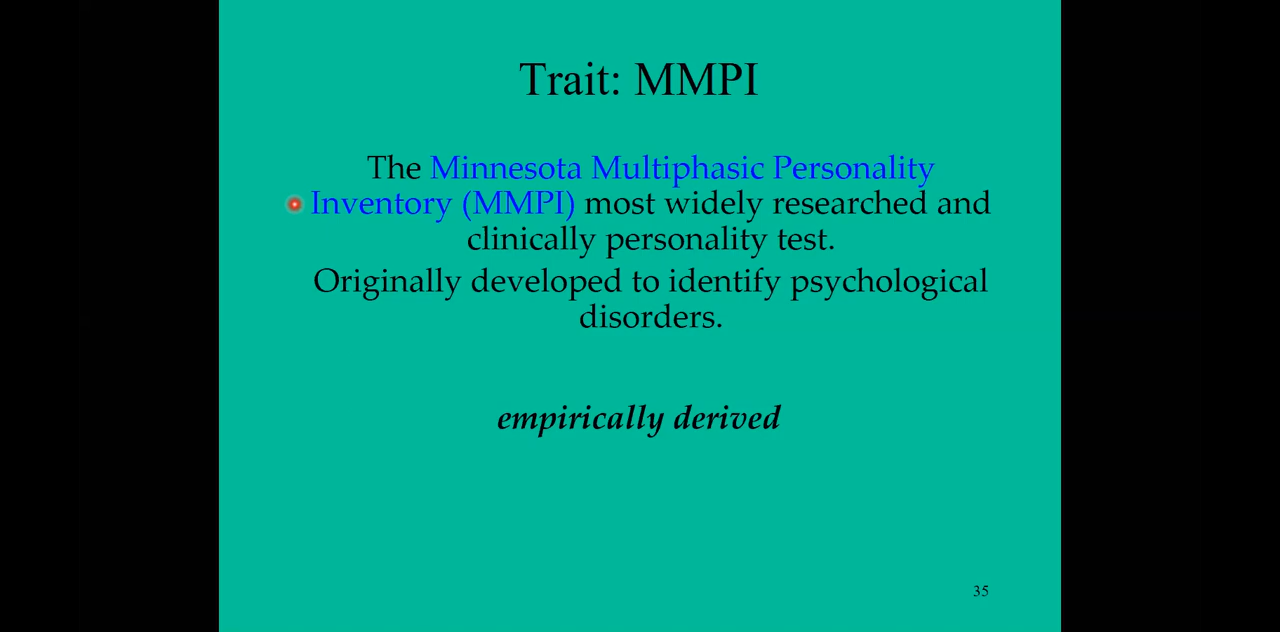 Trait: MMPI
The Minnesota Multiphasic Personality
Inventory (MMPI) most widely researched and
clinically personality test.
Originally developed to identify psychological
disorders.
empirically derived
35